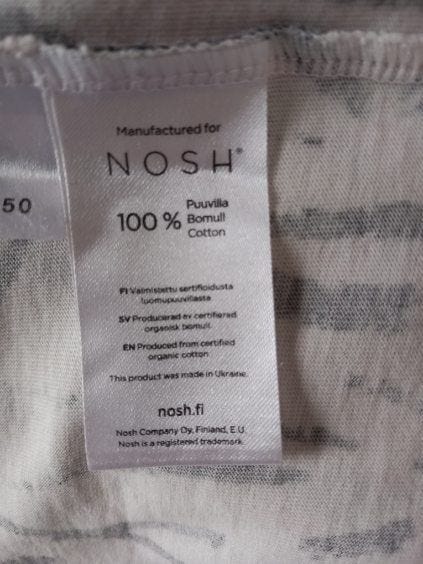 Manufactured for
NOSH®
50
100 % Puuvilla
Bomull
Cotton
FI Valmistettu sertifioidusta
luomupuuvillasta
SV Producerad av certifierad
organisk bomull
EN Produced from certified
organic cotton
This product was made in Ukraine.
nosh.fi
Nosh Company Oy, Finland, E.U.
Nosh is a registered trademark.